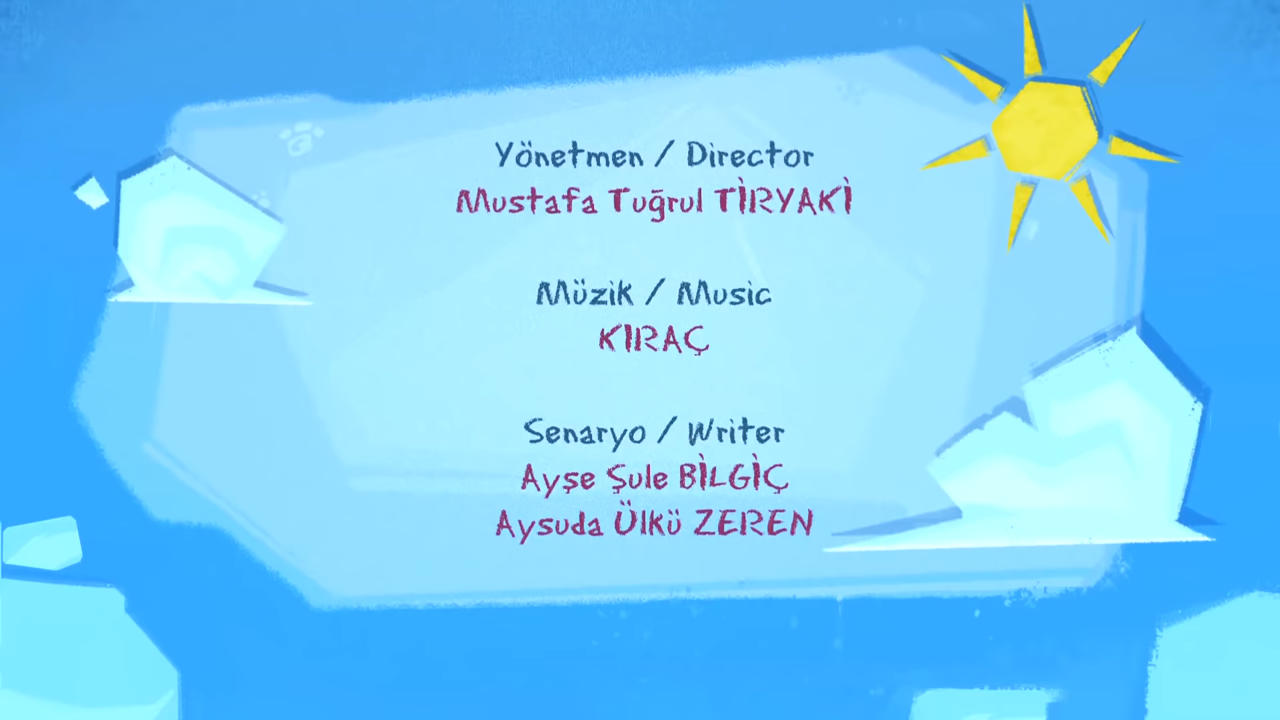 Yönetmen / Director
Mustafa Tuğrul TİRYAKİ
Müzik / Music
KIRAÇ
Senaryo / Writer
Ayşe Şule BİLGİÇ
Aysuda Ülkü ZEREN